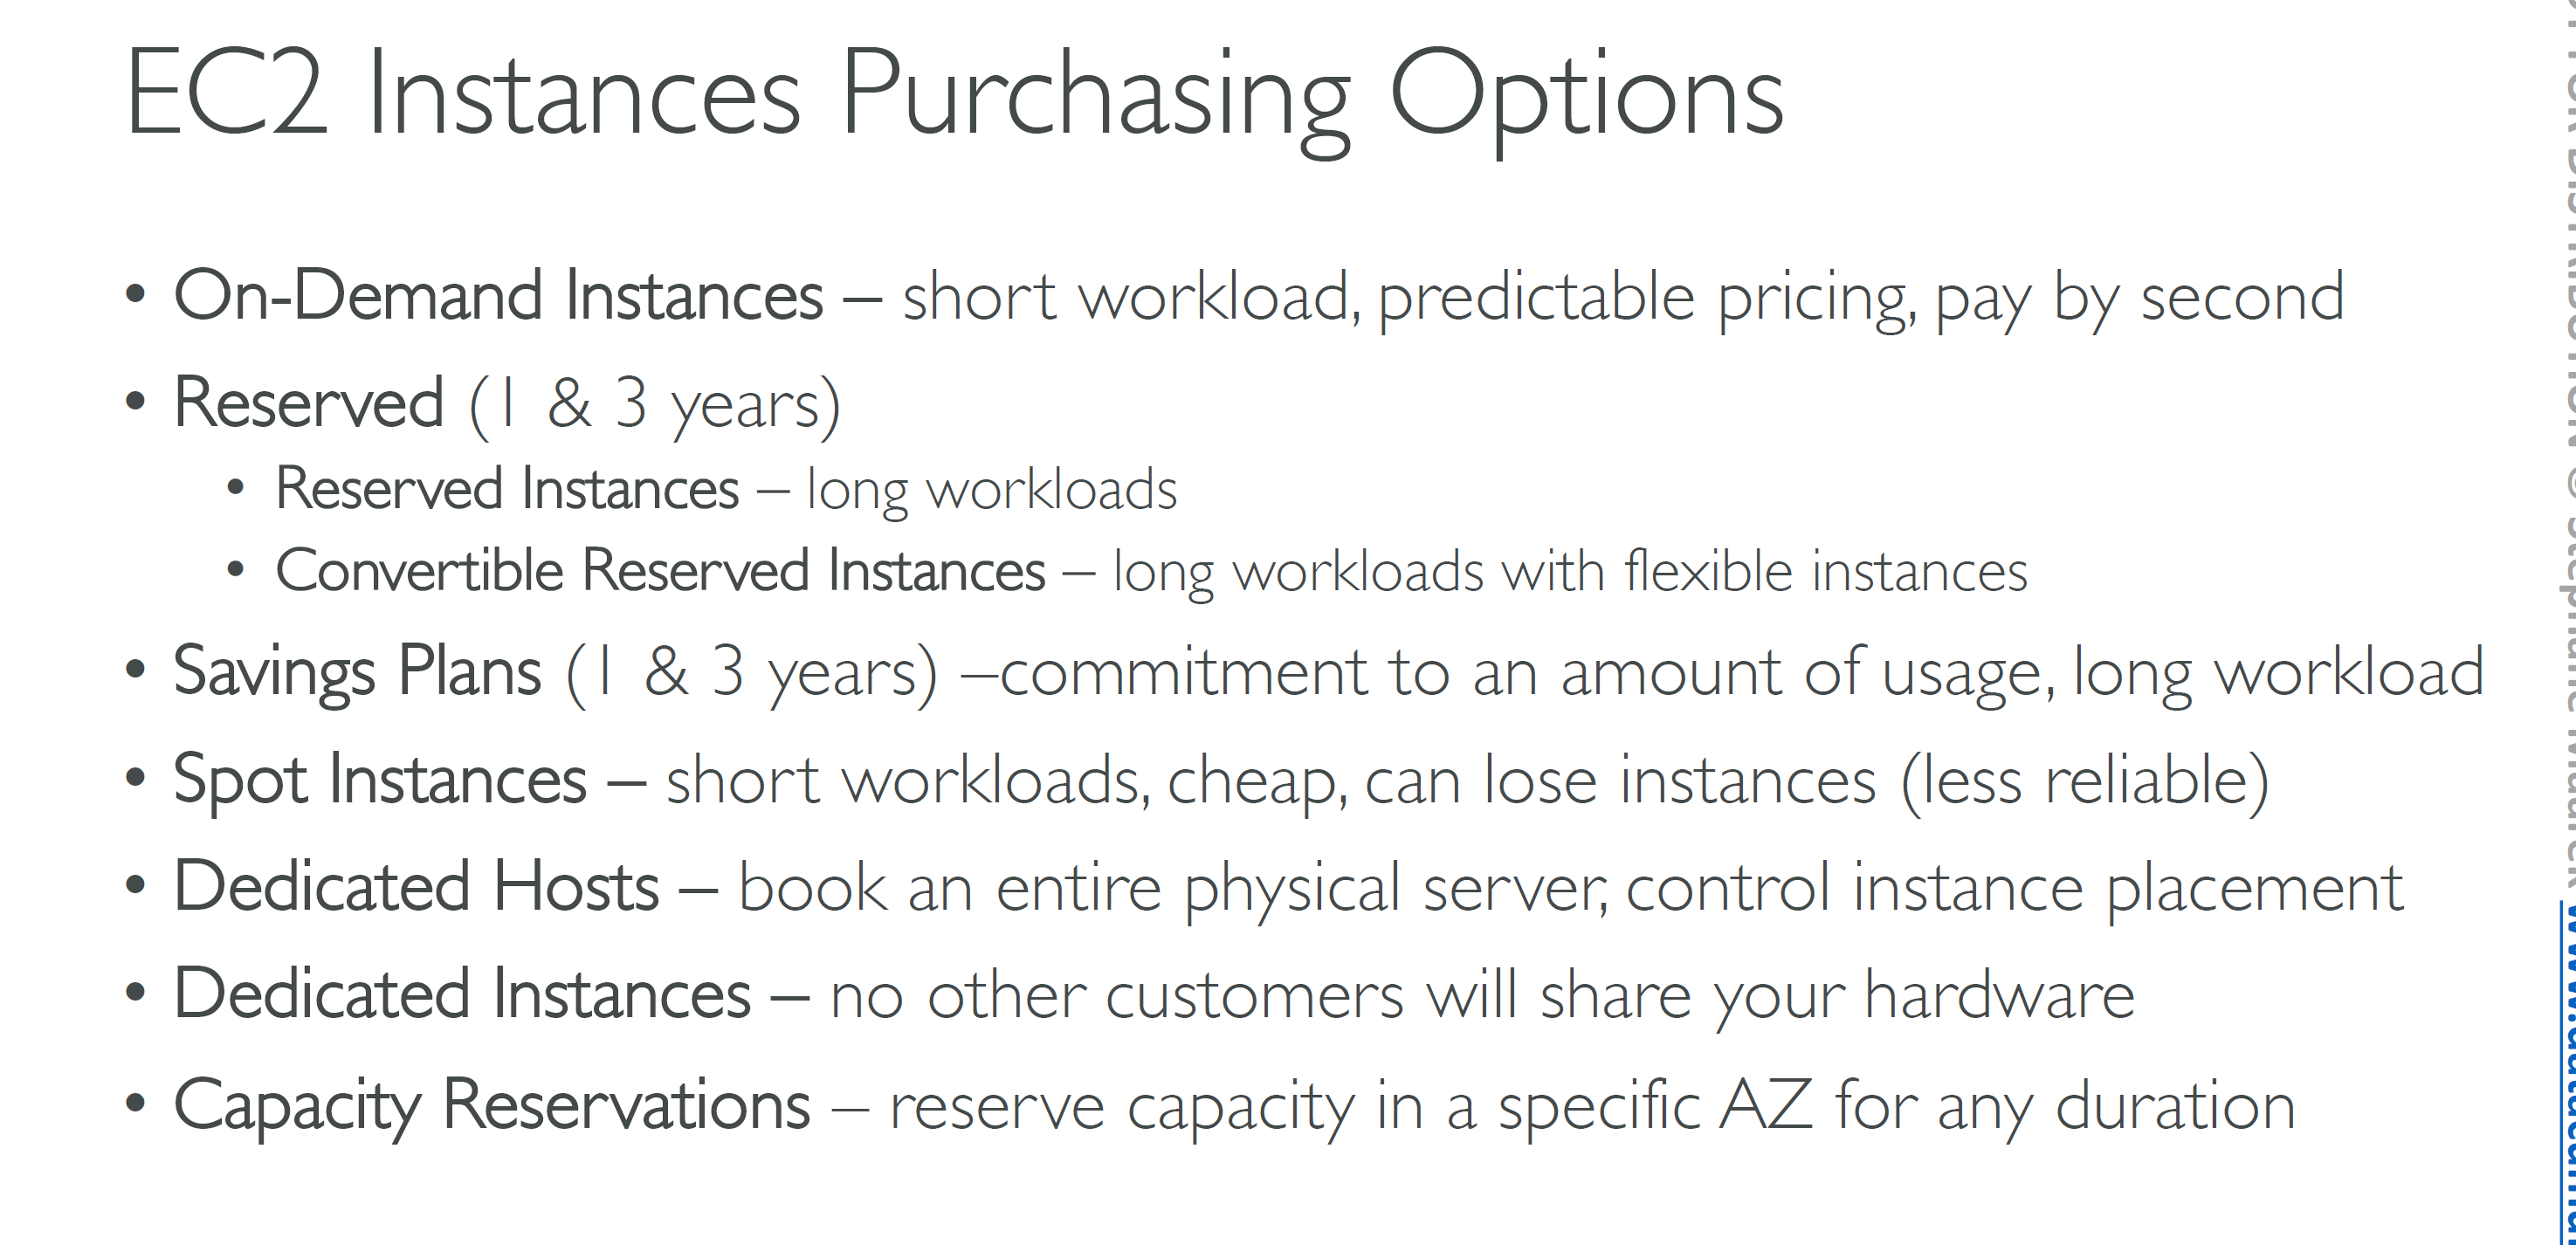 EC2 Instances Purchasing Options
• On-Demand Instances – short workload, predictable pricing, pay by second
• Reserved (1 & 3 years)
• Reserved Instances – long workloads
• Convertible Reserved Instances – long workloads with flexible instances
• Savings Plans (1 & 3 years) –commitment to an amount of usage, long workload
• Spot Instances – short workloads, cheap, can lose instances (less reliable)
• Dedicated Hosts – book an entire physical server, control instance placement
• Dedicated Instances – no other customers will share your hardware
• Capacity Reservations – reserve capacity in a specific AZ for any duration
DISTRIBUTION © Stephane Maarek